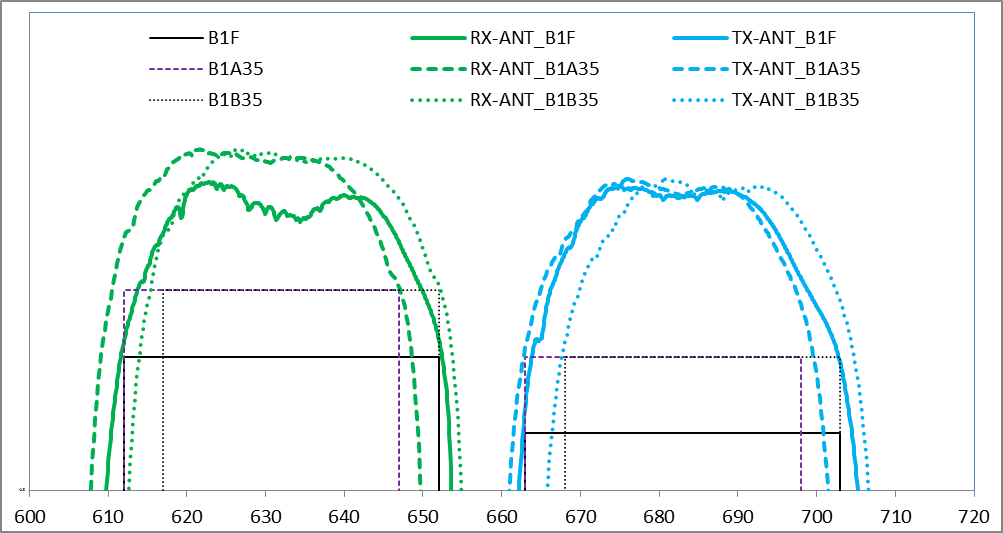 B1F RX-ANT_B1F TX-ANT_B1F
B1A35 RX-ANT_B1A35 TX-ANT_B1A35
B1B35 RX-ANT_B1B35 TX-ANT_B1B35
600 610 620 630 640 650 660 670 680 690 700 710 720